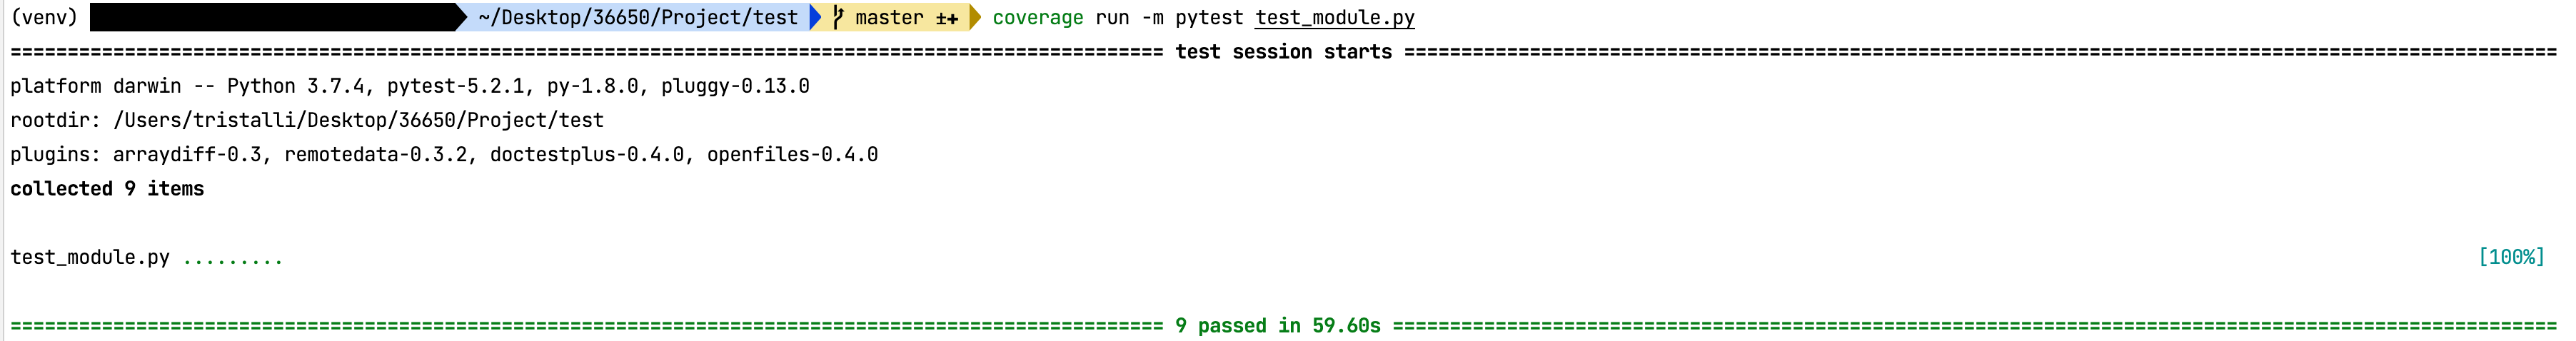 (venv) ~/Desktop/36650/Project/test master ±✚ coverage run -m pytest test_module.py
============================== test session starts ==============================
platform darwin -- Python 3.7.4, pytest-5.2.1, py-1.8.0, pluggy-0.13.0
rootdir: /Users/tristalli/Desktop/36650/Project/test
plugins: arraydiff-0.3, remotedata-0.3.2, doctestplus-0.4.0, openfiles-0.4.0
collected 9 items
test_module.py ......... [100%]
============================== 9 passed in 59.60s ==============================